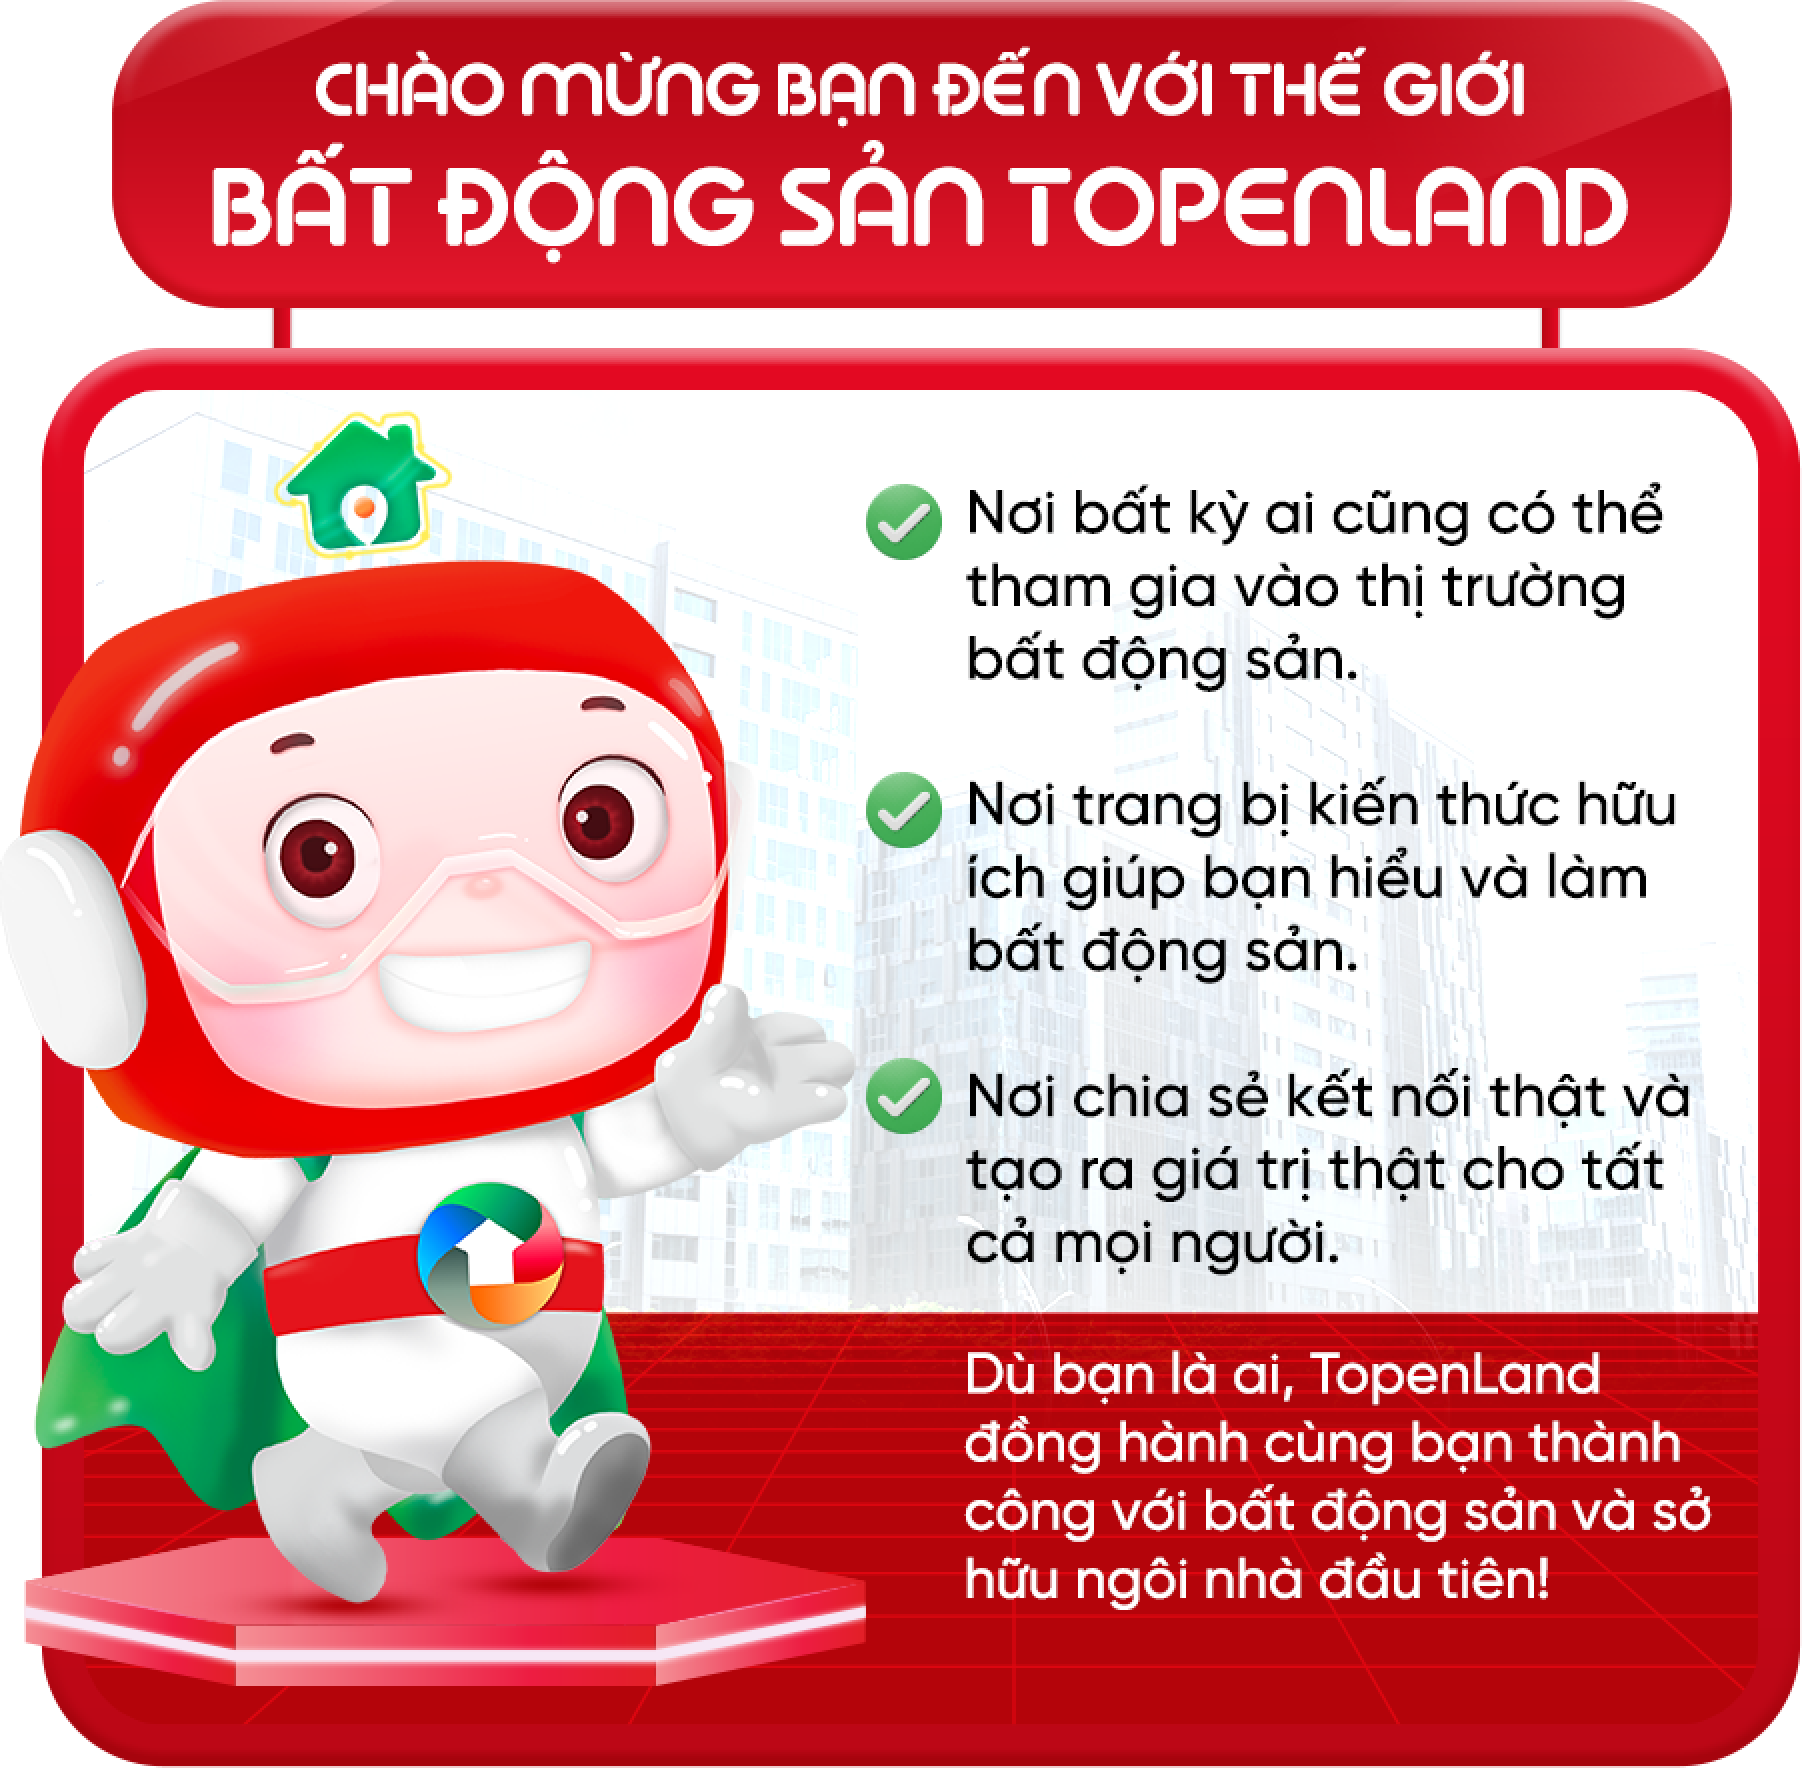 CHÀO MỪNG BẠN ĐẾN VỚI THẾ GIỚI
BẤT ĐỘNG SẢN TOPENLAND
Nơi bất kỳ ai cũng có thể
tham gia vào thị trường
bất động sản.
Nơi trang bị kiến thức hữu
ích giúp bạn hiểu và làm
bất động sản.
Nơi chia sẻ kết nối thật và
tạo ra giá trị thật cho tất
cả mọi người.
Dù bạn là ai, TopenLand
đồng hành cùng bạn thành
công với bất động sản và sở
hữu ngôi nhà đầu tiên!